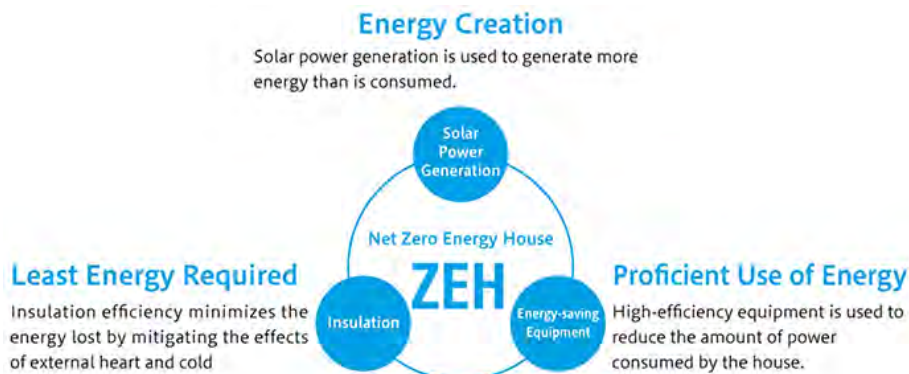 Energy Creation
Solar power generation is used to generate more
energy than is consumed.
Solar
Power
Generation
Net Zero Energy House
ZEH
Least Energy Required
Insulation efficiency minimizes the
energy lost by mitigating the effects
of external heart and cold
Insulation
Energy-saving
Equipment
Proficient Use of Energy
High-efficiency equipment is used to
reduce the amount of power
consumed by the house.